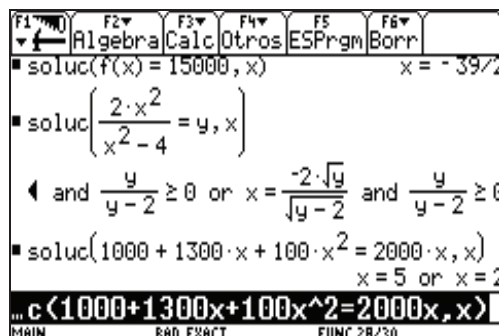 F1 F2 F3 F4 F5 F6
Algebra Calc Otros ESPrgm Borr
▪ soluc(f(x) = 15000, x) x = -39/2
▪ soluc(2·x²/(x² - 4) = y, x)
◀ and y/(y - 2) ≥ 0 or x = -2·√y/√(y - 2) and y/(y - 2) ≥ 0
▪ soluc(1000 + 1300·x + 100·x² = 2000·x, x)
x = 5 or x = 2
…c(1000+1300x+100x^2=2000x,x)
MAIN RAD EXACT FUNC 28/30